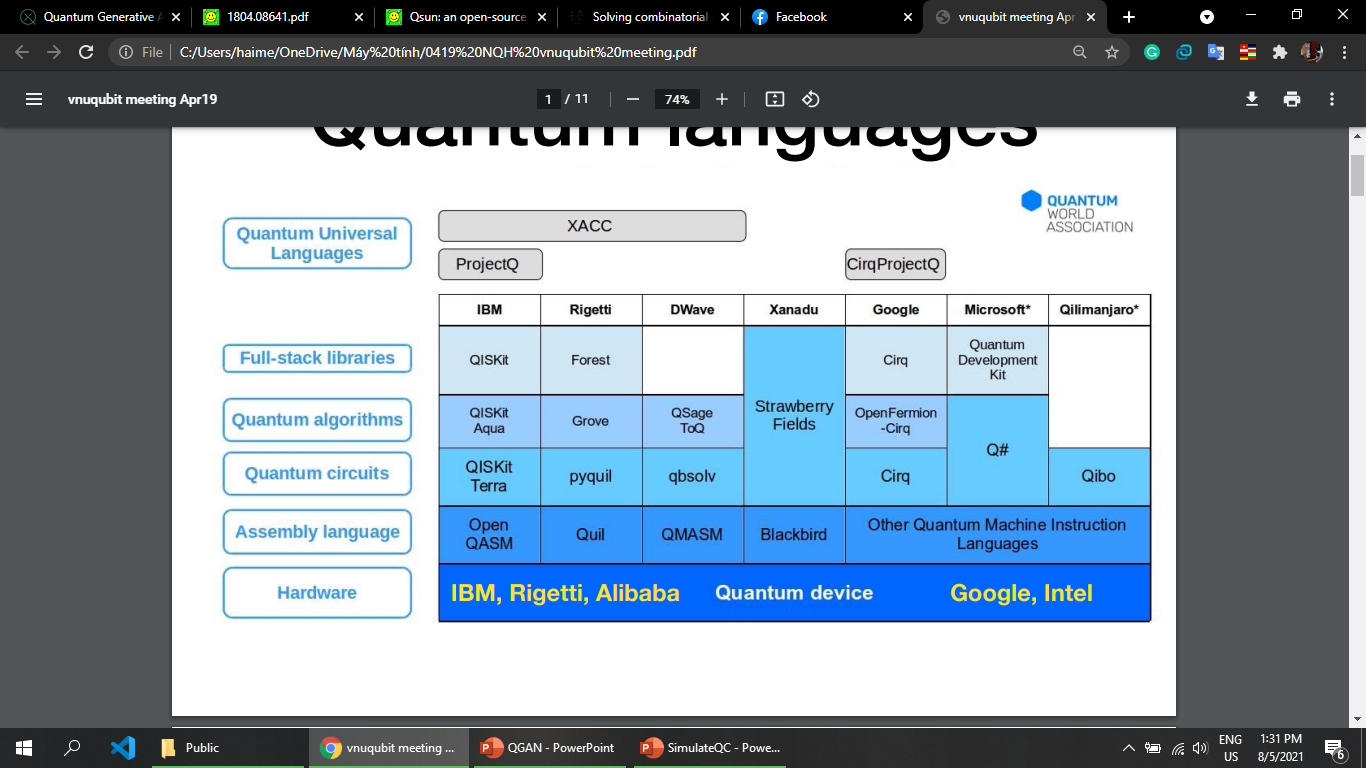 Quantum Generative A
1804.08641.pdf
Qsun: an open-source
Solving combinatorial
Facebook
vnuqubit meeting Apr
File
C:/Users/haime/OneDrive/Máy%20tính/0419%20NQH%20vnuqubit%20meeting.pdf
vnuqubit meeting Apr19
1 / 11
74%
Quantum languages
QUANTUM
WORLD
ASSOCIATION
Quantum Universal
Languages
XACC
ProjectQ
CirqProjectQ
IBM Rigetti DWave Xanadu Google Microsoft* Qilimanjaro*
Full-stack libraries
QISKit
Forest
Cirq
Quantum
Development
Kit
Quantum algorithms
QISKit
Aqua
Grove
QSage
ToQ
Strawberry
Fields
OpenFermion
-Cirq
Q#
Quantum circuits
QISKit
Terra
pyquil
qbsolv
Cirq
Qibo
Assembly language
Open
QASM
Quil
QMASM
Blackbird
Other Quantum Machine Instruction
Languages
Hardware
IBM, Rigetti, Alibaba
Quantum device
Google, Intel
Public
vnuqubit meeting ...
QGAN - PowerPoint
SimulateQC - Powe...
ENG
US
1:31 PM
8/5/2021
6